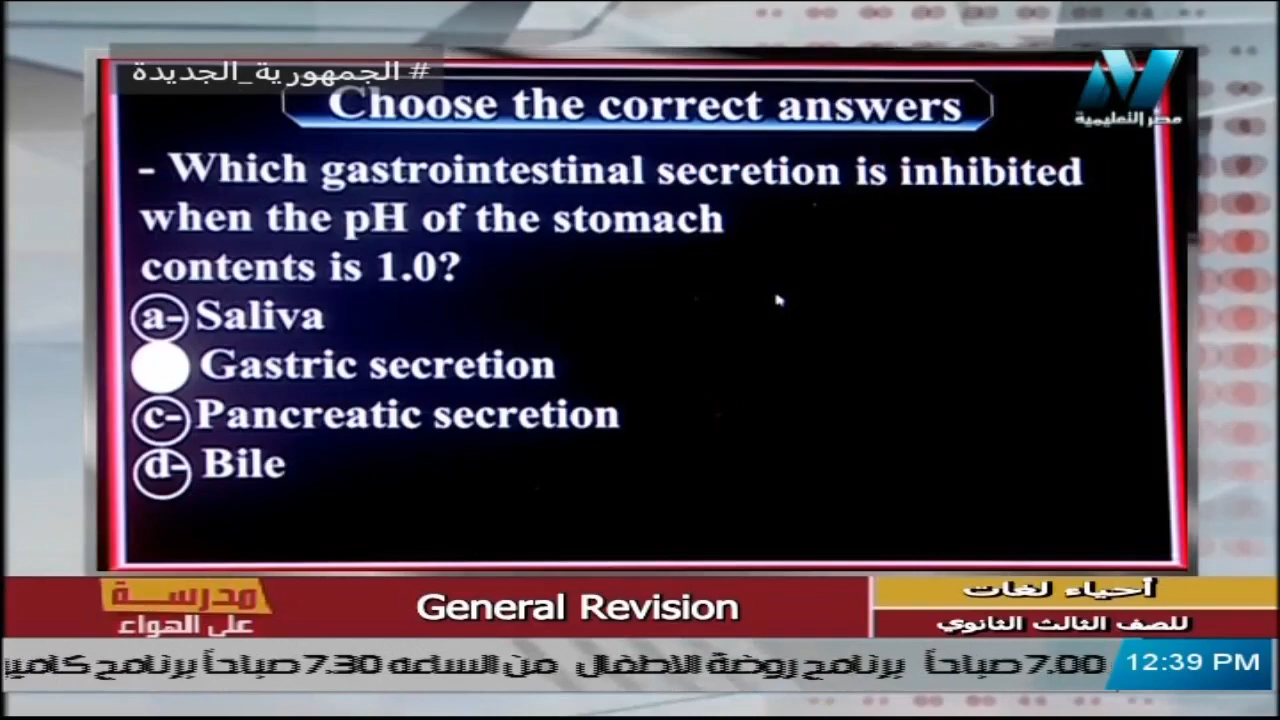 # الجمهورية_الجديدة
مصر التعليمية
Choose the correct answers
- Which gastrointestinal secretion is inhibited
when the pH of the stomach
contents is 1.0?
a- Saliva
Gastric secretion
c- Pancreatic secretion
d- Bile
مدرسة
على الهواء
General Revision
أحياء لغات
للصف الثالث الثانوي
7.00 صباحاً برنامج روضة الاطفال من الساعه 7.30 صباحاً برنامج
12:39 PM